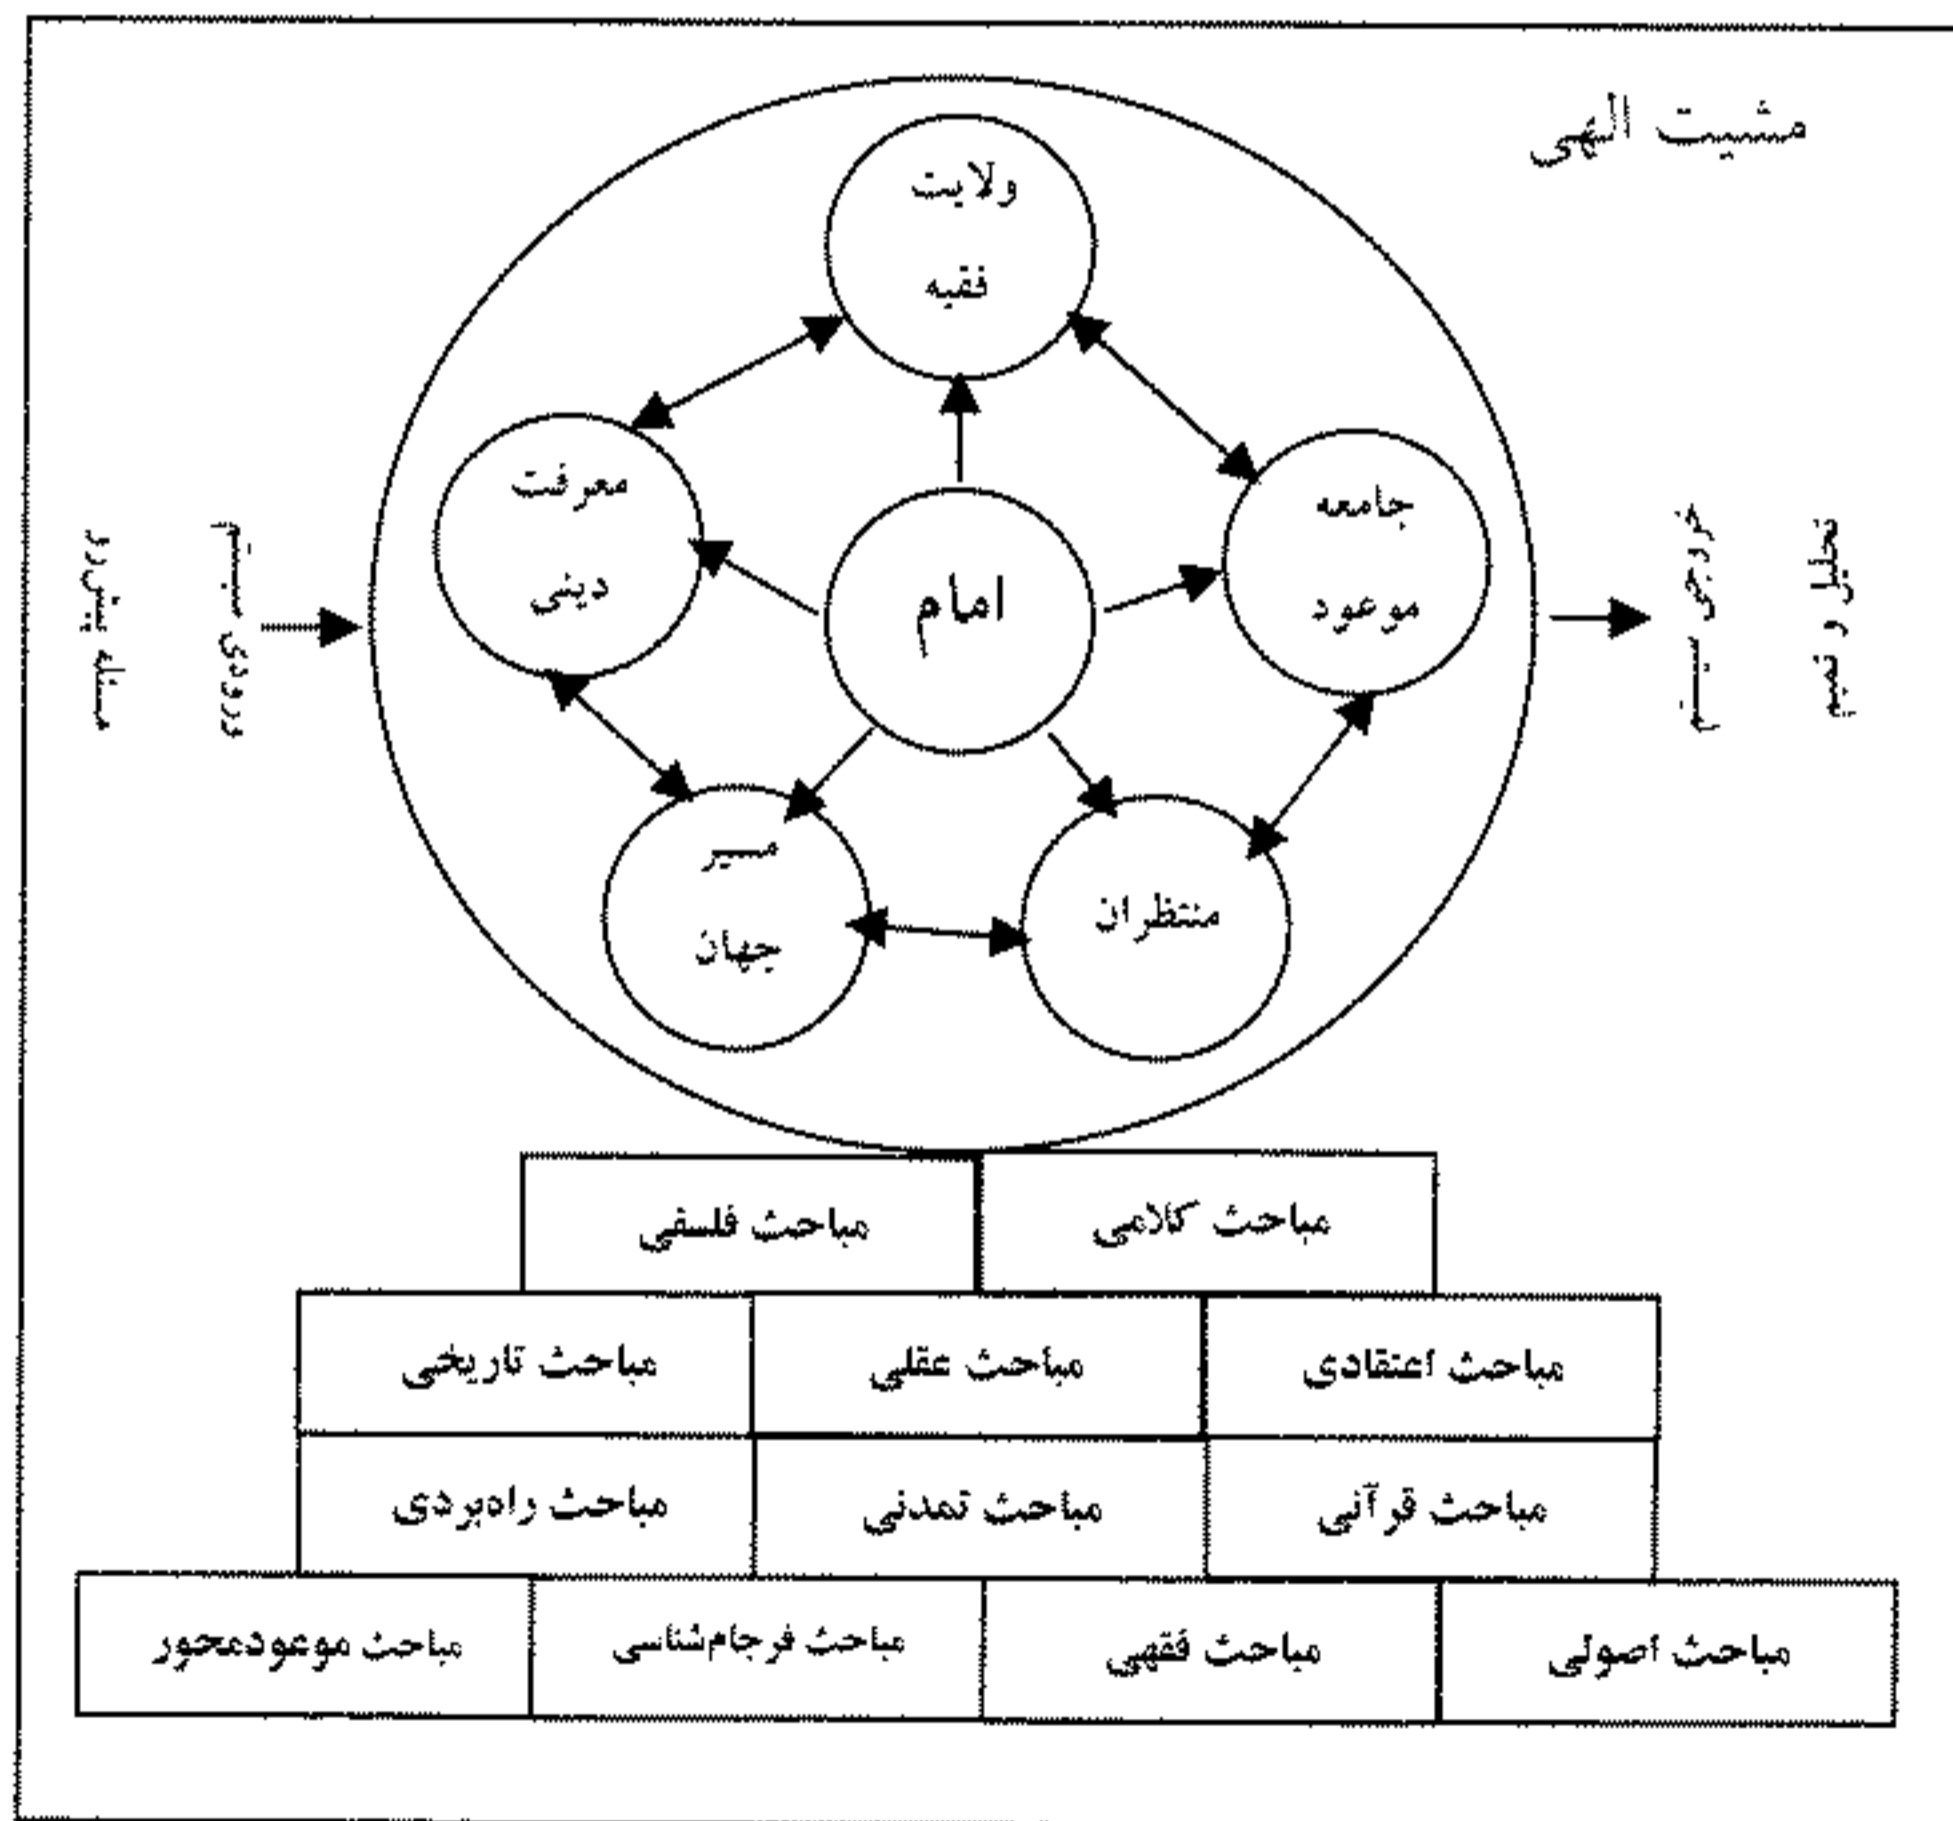 مشیت الهی
ولایت
فقیه
جامعه
موعود
معرفت
دینی
امام
منتظران
مسیر
جهان
خروجی سیستم
تحلیل و تبیین
ورودی سیستم
مسئله پیش‌رو
مباحث کلامی
مباحث فلسفی
مباحث اعتقادی
مباحث عقلی
مباحث تاریخی
مباحث قرآنی
مباحث تمدنی
مباحث راه‌بردی
مباحث اصولی
مباحث فقهی
مباحث فرجام‌شناسی
مباحث موعودمحور